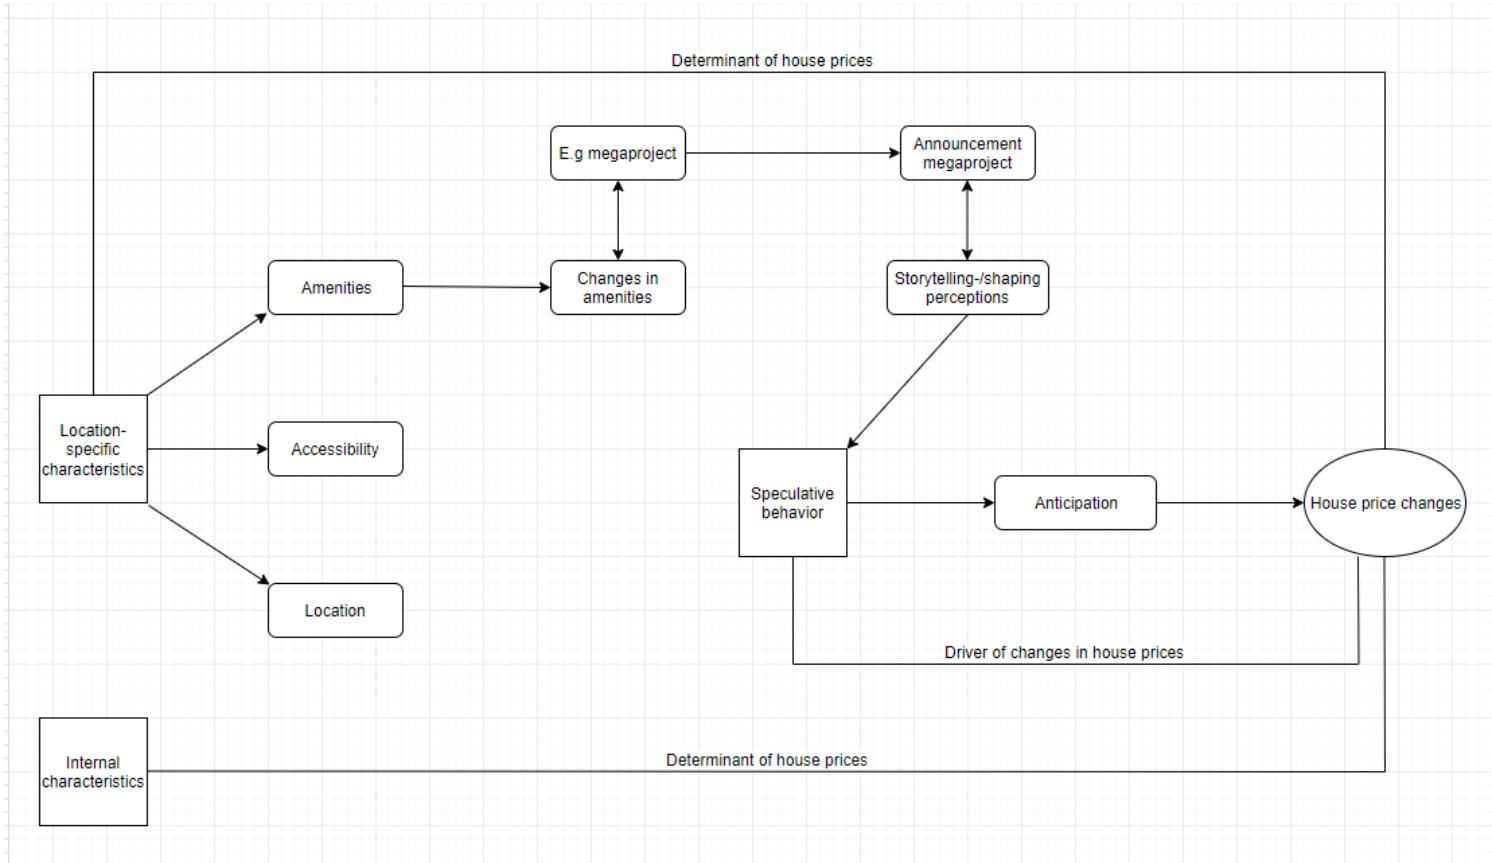 Determinant of house prices
E.g megaproject
Announcement
megaproject
Amenities
Changes in
amenities
Storytelling-/shaping
perceptions
Location-
specific
characteristics
Accessibility
Speculative
behavior
Anticipation
House price changes
Location
Driver of changes in house prices
Internal
characteristics
Determinant of house prices